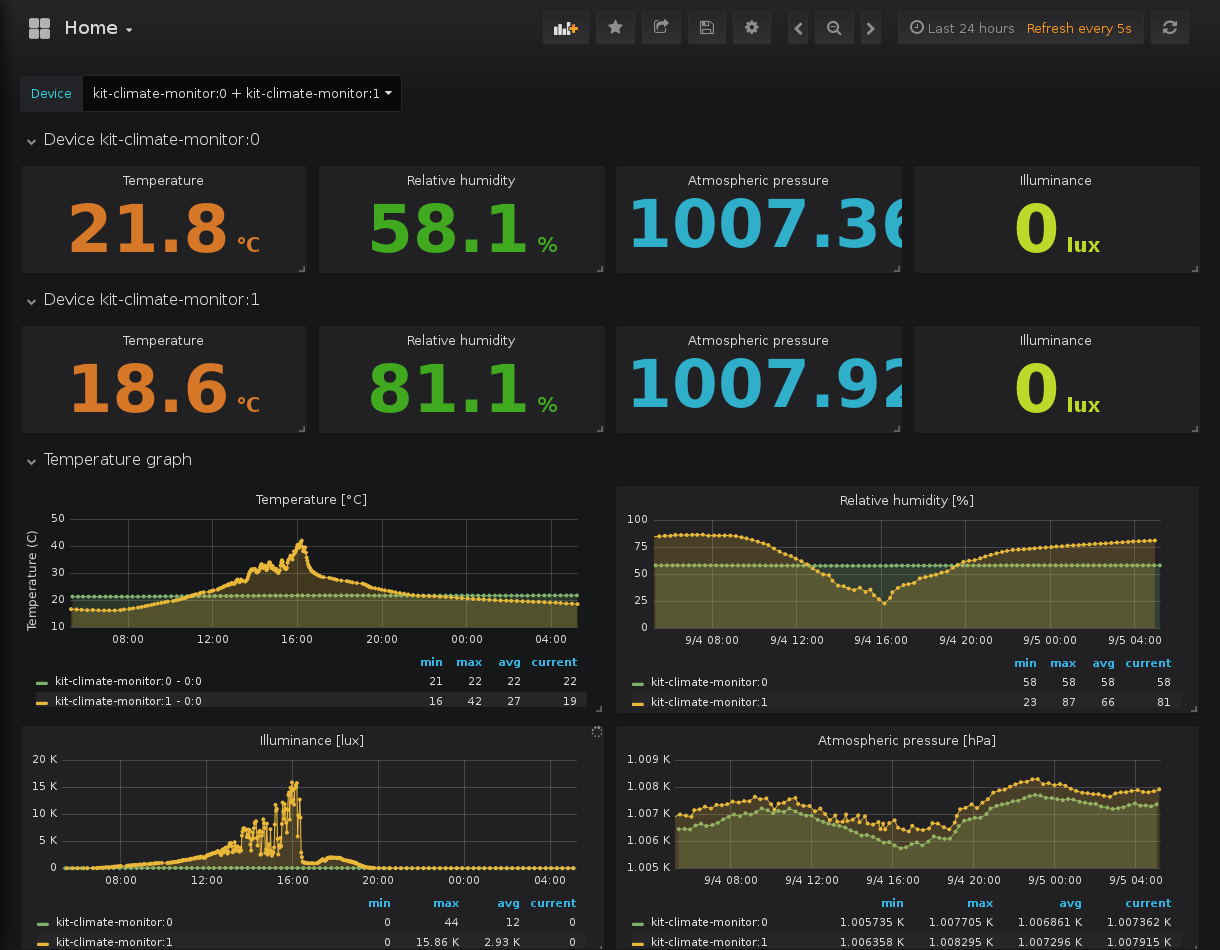 Home
Last 24 hours Refresh every 5s
Device kit-climate-monitor:0 + kit-climate-monitor:1
Device kit-climate-monitor:0
Temperature Relative humidity Atmospheric pressure Illuminance
21.8 °C 58.1 % 1007.36 0 lux
Device kit-climate-monitor:1
Temperature Relative humidity Atmospheric pressure Illuminance
18.6 °C 81.1 % 1007.92 0 lux
Temperature graph
Temperature [°C]
Temperature (C)
50
40
30
20
10
08:00 12:00 16:00 20:00 00:00 04:00
min max avg current
kit-climate-monitor:0 - 0:0 21 22 22 22
kit-climate-monitor:1 - 0:0 16 42 27 19
Relative humidity [%]
100
75
50
25
0
9/4 08:00 9/4 12:00 9/4 16:00 9/4 20:00 9/5 00:00 9/5 04:00
min max avg current
kit-climate-monitor:0 58 58 58 58
kit-climate-monitor:1 23 87 66 81
Illuminance [lux]
20 K
15 K
10 K
5 K
0
08:00 12:00 16:00 20:00 00:00 04:00
min max avg current
kit-climate-monitor:0 0 44 12 0
kit-climate-monitor:1 0 15.86 K 2.93 K 0
Atmospheric pressure [hPa]
1.009 K
1.008 K
1.007 K
1.006 K
1.005 K
9/4 08:00 9/4 12:00 9/4 16:00 9/4 20:00 9/5 00:00 9/5 04:00
min max avg current
kit-climate-monitor:0 1.005735 K 1.007705 K 1.006861 K 1.007362 K
kit-climate-monitor:1 1.006358 K 1.008295 K 1.007296 K 1.007915 K